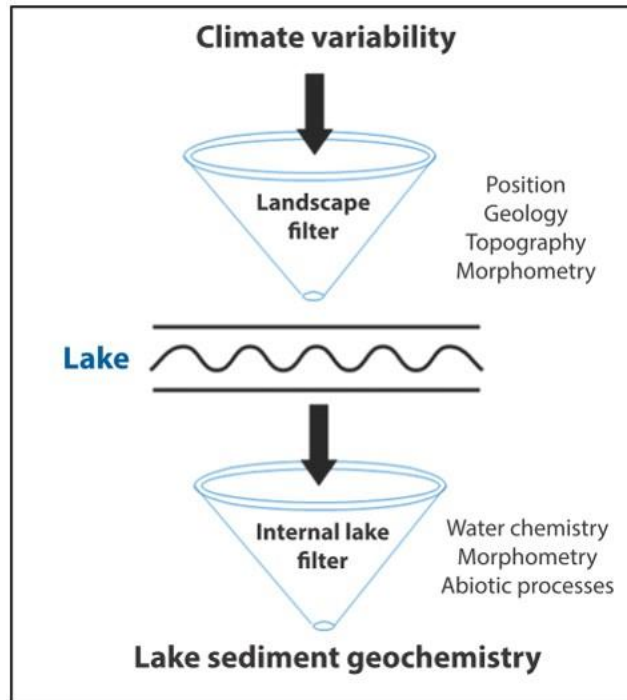 Climate variability
Landscape
filter
Position
Geology
Topography
Morphometry
Lake
Internal lake
filter
Water chemistry
Morphometry
Abiotic processes
Lake sediment geochemistry